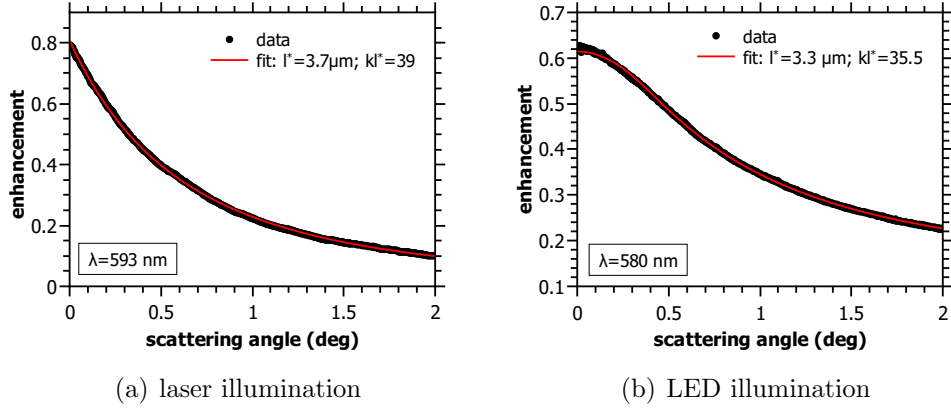 0.8
0.6
0.4
0.2
0
enhancement
data
fit: l*=3.7µm; kl*=39
λ=593 nm
0 0.5 1 1.5 2
scattering angle (deg)
(a) laser illumination
0.7
0.6
0.5
0.4
0.3
0.2
0.1
enhancement
data
fit: l*=3.3 µm; kl*=35.5
λ=580 nm
0 0.5 1 1.5 2
scattering angle (deg)
(b) LED illumination